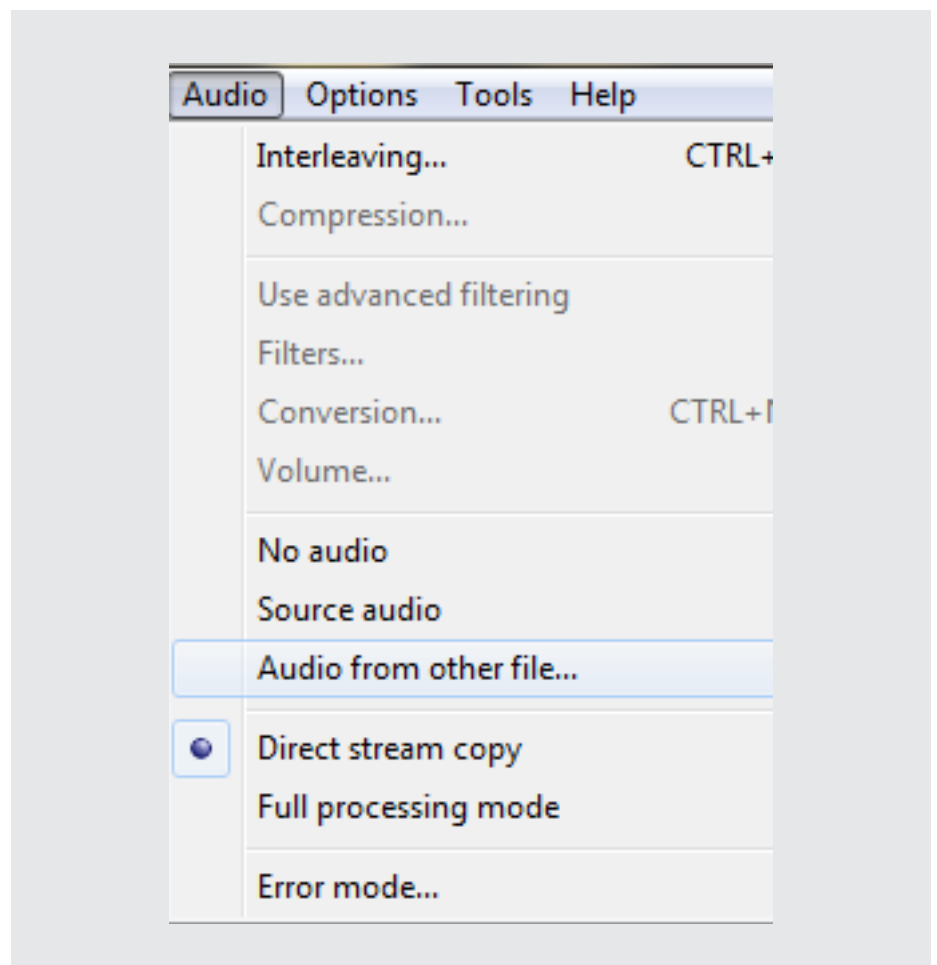 Audio Options Tools Help
Interleaving... CTRL+
Compression...
Use advanced filtering
Filters...
Conversion... CTRL+
Volume...
No audio
Source audio
Audio from other file...
Direct stream copy
Full processing mode
Error mode...